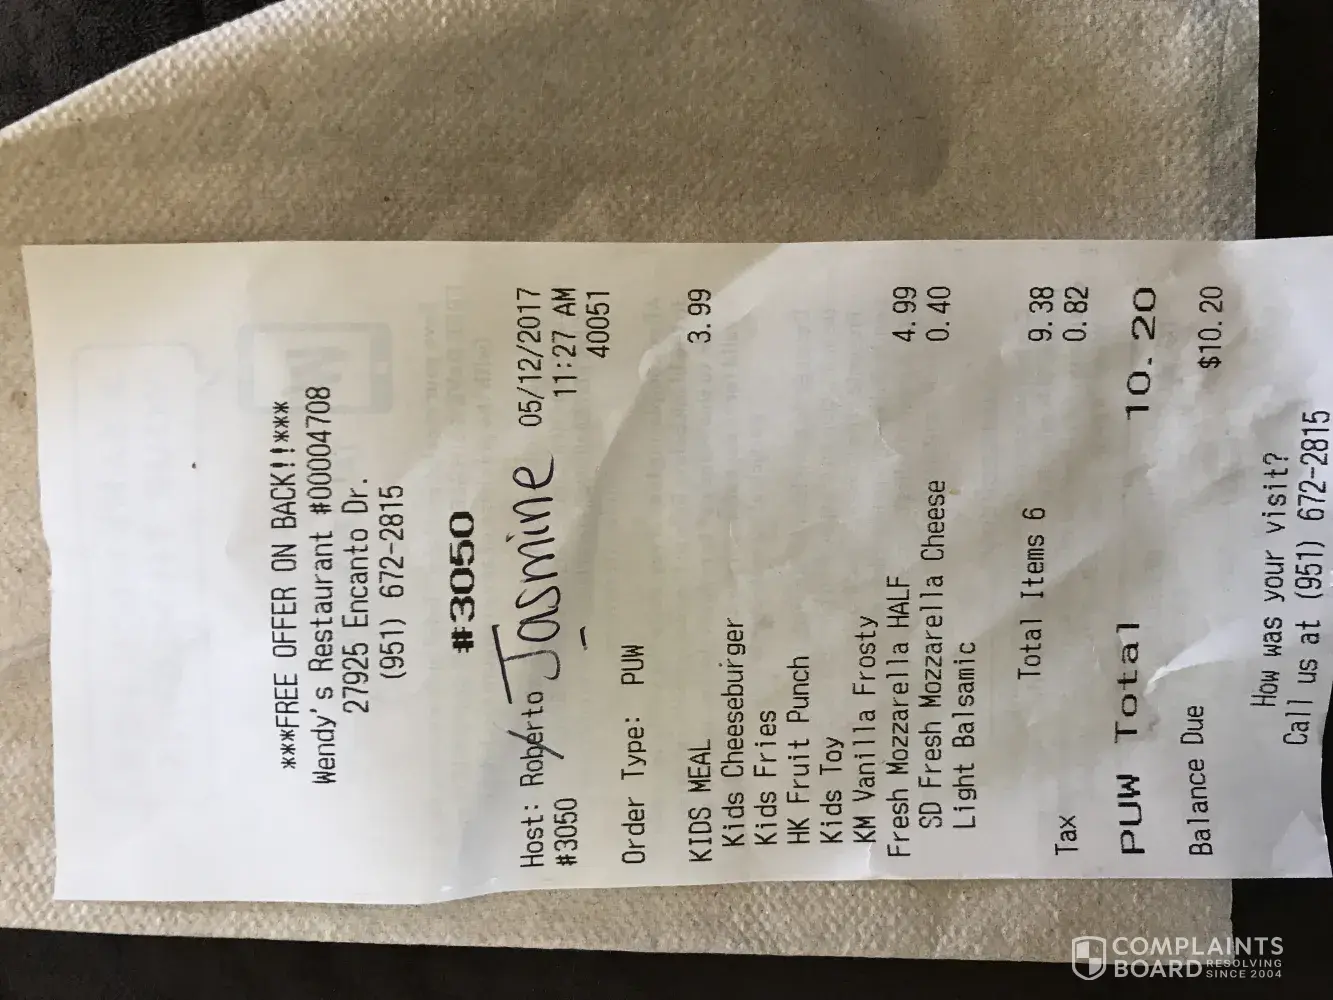 ***FREE OFFER ON BACK!!***
Wendy's Restaurant #00004708
27925 Encanto Dr.
(951) 672-2815
#3050
Host: Roberto Jasmine 05/12/2017
#3050 11:27 AM
40051
Order Type: PUW
KIDS MEAL 3.99
Kids Cheeseburger
Kids Fries
HK Fruit Punch
Kids Toy
KM Vanilla Frosty
Fresh Mozzarella HALF 4.99
SD Fresh Mozzarella Cheese 0.40
Light Balsamic
Total Items 6 9.38
Tax 0.82
PUW Total 10.20
Balance Due $10.20
How was your visit?
Call us at (951) 672-2815
COMPLAINTS
BOARD RESOLVING
SINCE 2004